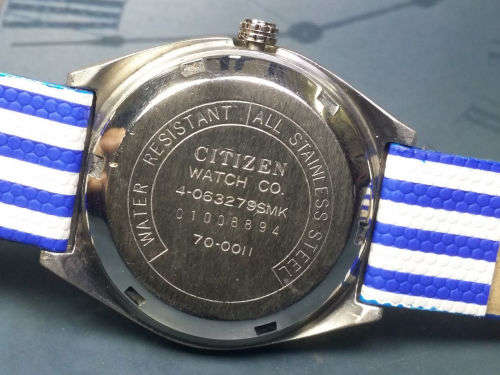 WATER RESISTANT
ALL STAINLESS STEEL
CITIZEN
WATCH CO.
4-063279SMK
01008894
70-0011